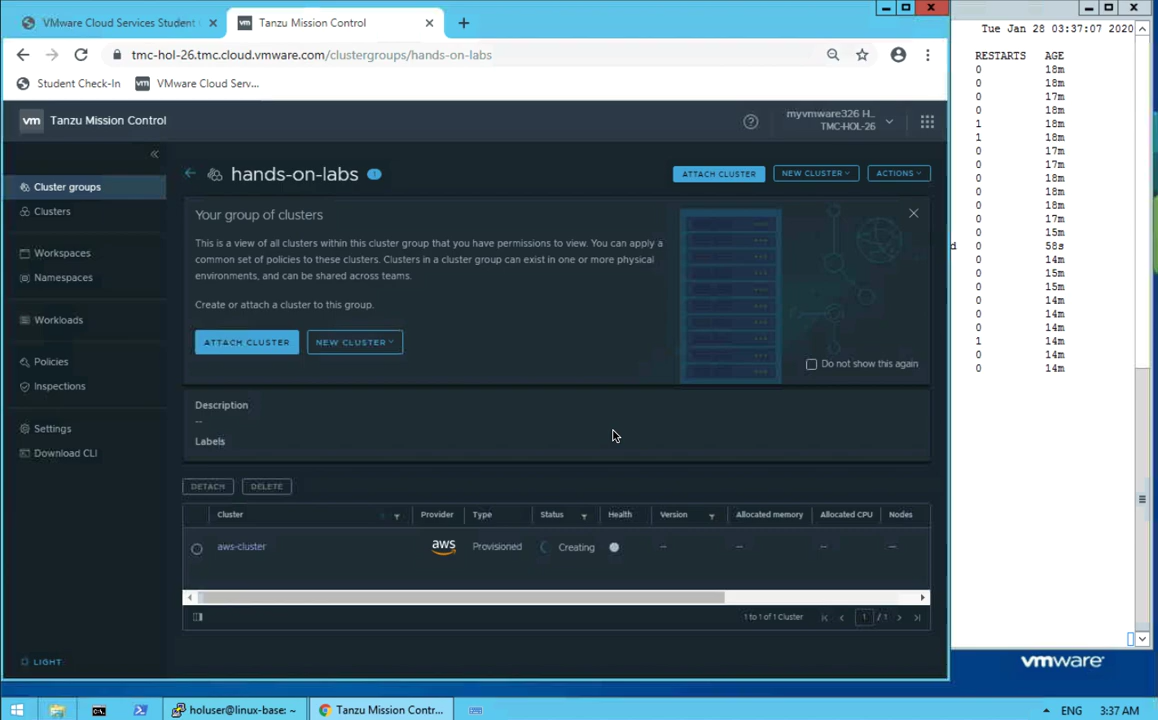 VMware Cloud Services Student
Tanzu Mission Control
Tue Jan 28 03:37:07 2020
tmc-hol-26.tmc.cloud.vmware.com/clustergroups/hands-on-labs
Student Check-In
vm
VMware Cloud Serv...
vm
Tanzu Mission Control
myvmware326 H...
TMC-HOL-26
Cluster groups
Clusters
Workspaces
Namespaces
Workloads
Policies
Inspections
Settings
Download CLI
LIGHT
hands-on-labs
1
ATTACH CLUSTER
NEW CLUSTER
ACTIONS
Your group of clusters
This is a view of all clusters within this cluster group that you have permissions to view. You can apply
common set of policies to these clusters. Clusters in a cluster group can exist in one or more physical
environments, and can be shared across teams.
Create or attach a cluster to this group.
ATTACH CLUSTER
NEW CLUSTER
Do not show this again
Description
--
Labels
DETACH
DELETE
Cluster Provider Type Status Health Version Allocated memory Allocated CPU Nodes
aws-cluster aws Provisioned Creating -- -- -- --
1 to 1 of 1 Cluster
1 / 1
RESTARTS AGE
0 18m
0 18m
0 17m
0 18m
1 18m
1 18m
0 17m
0 17m
0 18m
0 18m
0 18m
0 17m
0 15m
d 0 58s
0 14m
0 15m
0 15m
0 14m
0 14m
0 14m
1 14m
0 14m
0 14m
vmware
holuser@linux-base: ~
Tanzu Mission Contr...
ENG
3:37 AM